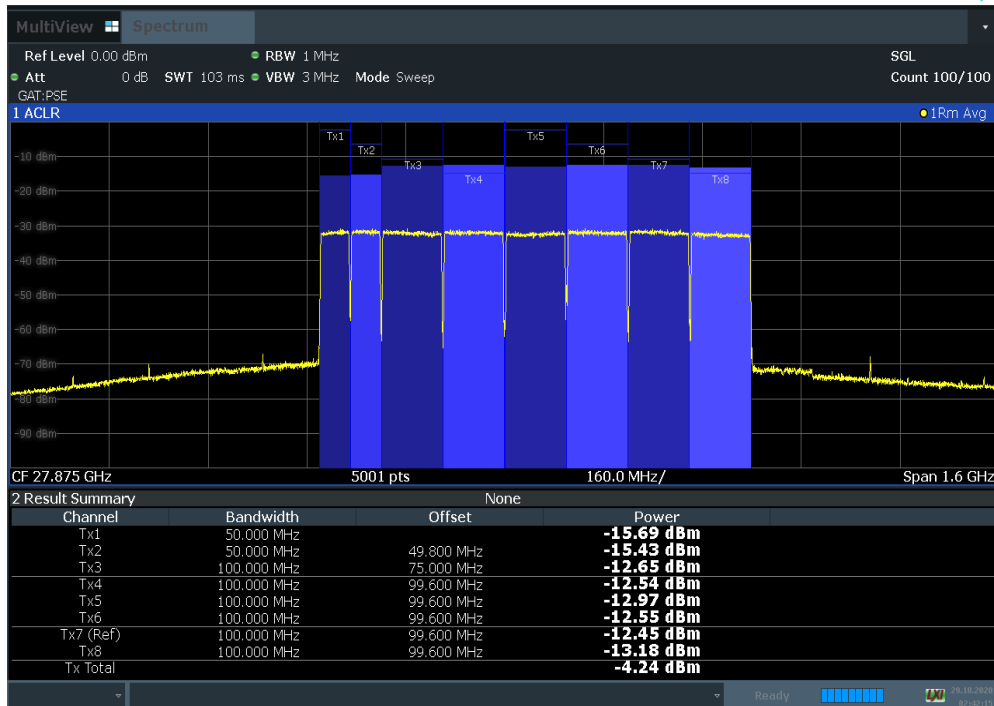 MultiView Spectrum
Ref Level 0.00 dBm RBW 1 MHz SGL
Att 0 dB SWT 103 ms VBW 3 MHz Mode Sweep Count 100/100
GAT:PSE
1 ACLR 1Rm Avg
Tx1 Tx5
Tx2 Tx6
-10 dBm
Tx3 Tx7
Tx4 Tx8
-20 dBm
-30 dBm
-40 dBm
-50 dBm
-60 dBm
-70 dBm
-80 dBm
-90 dBm
CF 27.875 GHz 5001 pts 160.0 MHz/ Span 1.6 GHz
2 Result Summary None
Channel Bandwidth Offset Power
Tx1 50.000 MHz -15.69 dBm
Tx2 50.000 MHz 49.800 MHz -15.43 dBm
Tx3 100.000 MHz 75.000 MHz -12.65 dBm
Tx4 100.000 MHz 99.600 MHz -12.54 dBm
Tx5 100.000 MHz 99.600 MHz -12.97 dBm
Tx6 100.000 MHz 99.600 MHz -12.55 dBm
Tx7 (Ref) 100.000 MHz 99.600 MHz -12.45 dBm
Tx8 100.000 MHz 99.600 MHz -13.18 dBm
Tx Total -4.24 dBm
Ready LXI 29.10.2020